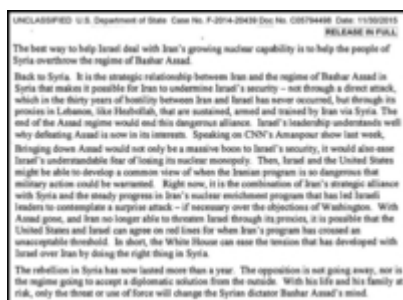 UNCLASSIFIED U.S. Department of State Case No. F-2014-20439 Doc No. C05794498 Date: 11/30/2015
RELEASE IN FULL
The best way to help Israel deal with Iran's growing nuclear capability is to help the people of
Syria overthrow the regime of Bashar Assad.
Back to Syria. It is the strategic relationship between Iran and the regime of Bashar Assad in
Syria that makes it possible for Iran to undermine Israel's security – not through a direct attack,
which in the thirty years of hostility between Iran and Israel has never occurred, but through its
proxies in Lebanon, like Hezbollah, that are sustained, armed and trained by Iran via Syria. The
end of the Assad regime would end this dangerous alliance. Israel's leadership understands well
why defeating Assad is now in its interests. Speaking on CNN's Amanpour show last week,
Bringing down Assad would not only be a massive boon to Israel's security, it would also ease
Israel's understandable fear of losing its nuclear monopoly. Then, Israel and the United States
might be able to develop a common view of when the Iranian program is so dangerous that
military action could be warranted. Right now, it is the combination of Iran's strategic alliance
with Syria and the steady progress in Iran's nuclear enrichment program that has led Israeli
leaders to contemplate a surprise attack – if necessary over the objections of Washington. With
Assad gone, and Iran no longer able to threaten Israel through its proxies, it is possible that the
United States and Israel can agree on red lines for when Iran's program has crossed an
unacceptable threshold. In short, the White House can ease the tension that has developed with
Israel over Iran by doing the right thing in Syria.
The rebellion in Syria has now lasted more than a year. The opposition is not going away, nor is
the regime going to accept a diplomatic solution from the outside. With his life and his family at
risk, only the threat or use of force will change the Syrian dictator Bashar Assad's mind.